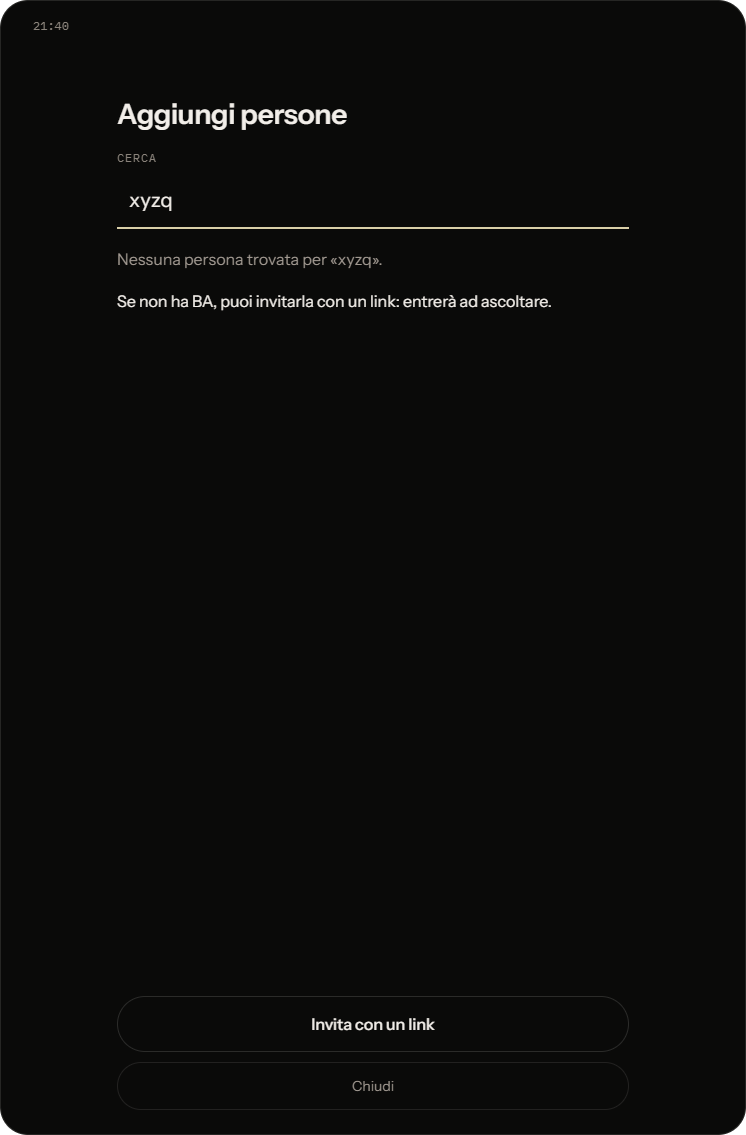 21:40
Aggiungi persone
CERCA
xyzq
Nessuna persona trovata per «xyzq».
Se non ha BA, puoi invitarla con un link: entrerà ad ascoltare.
Invita con un link
Chiudi